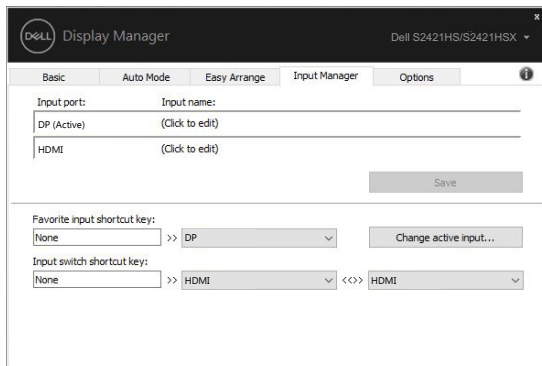 DELL Display Manager
x
Dell S2421HS/S2421HSX
Basic Auto Mode Easy Arrange Input Manager Options
Input port: Input name:
DP (Active) (Click to edit)
HDMI (Click to edit)
Save
Favorite input shortcut key:
None >> DP Change active input...
Input switch shortcut key:
None >> HDMI <<>> HDMI